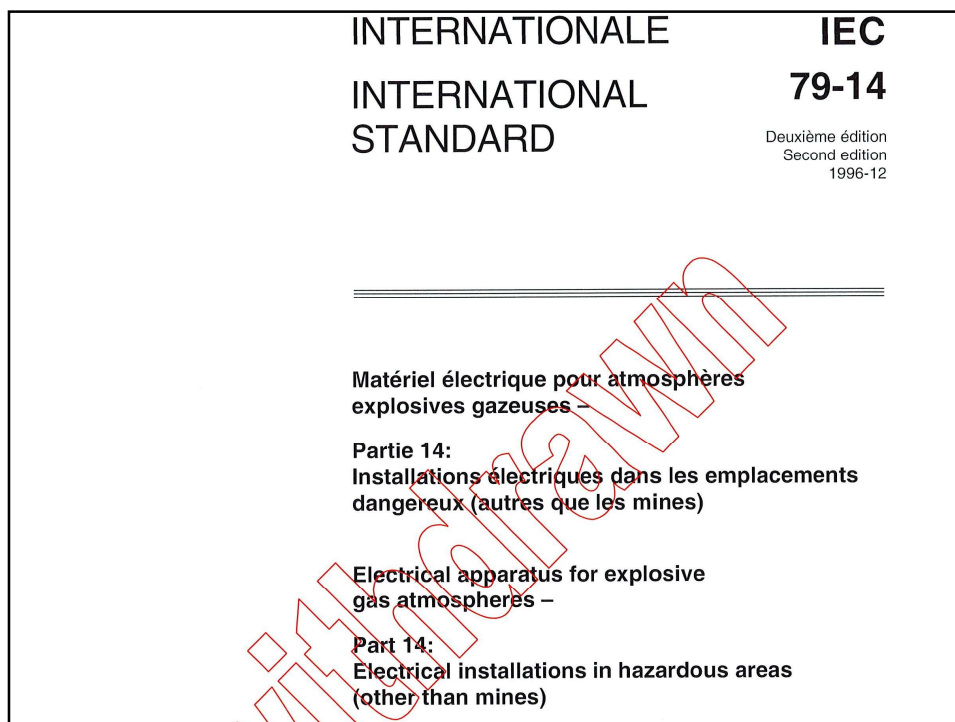 INTERNATIONALE
IEC
INTERNATIONAL
STANDARD
79-14
Deuxième édition
Second edition
1996-12
Matériel électrique pour atmosphères
explosives gazeuses –
Partie 14:
Installations électriques dans les emplacements
dangereux (autres que les mines)
Electrical apparatus for explosive
gas atmospheres –
Part 14:
Electrical installations in hazardous areas
(other than mines)
withdrawn